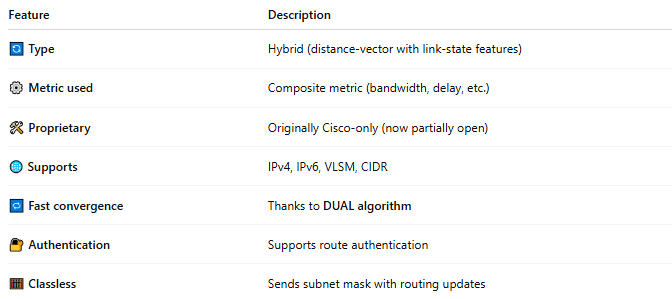 Feature Description
Type Hybrid (distance-vector with link-state features)
Metric used Composite metric (bandwidth, delay, etc.)
Proprietary Originally Cisco-only (now partially open)
Supports IPv4, IPv6, VLSM, CIDR
Fast convergence Thanks to DUAL algorithm
Authentication Supports route authentication
Classless Sends subnet mask with routing updates